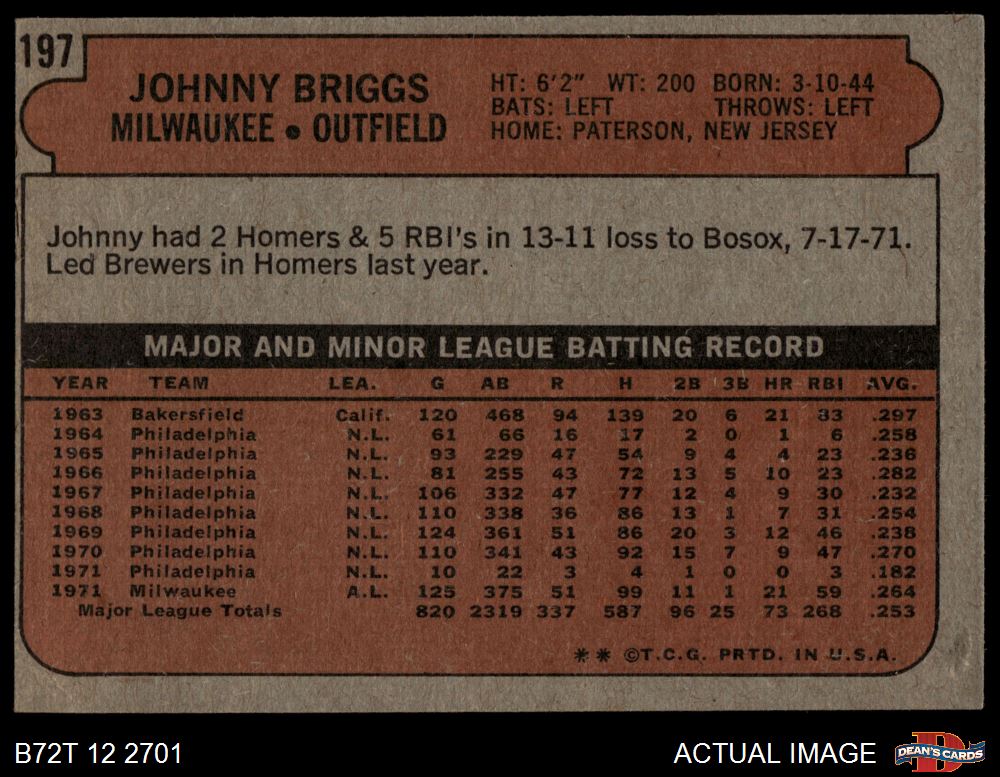 197
JOHNNY BRIGGS
MILWAUKEE • OUTFIELD
HT: 6'2" WT: 200 BORN: 3-10-44
BATS: LEFT THROWS: LEFT
HOME: PATERSON, NEW JERSEY
Johnny had 2 Homers & 5 RBI's in 13-11 loss to Bosox, 7-17-71.
Led Brewers in Homers last year.
MAJOR AND MINOR LEAGUE BATTING RECORD
YEAR TEAM LEA. G AB R H 2B 3B HR RBI AVG.
1963 Bakersfield Calif. 120 468 94 139 20 6 21 83 .297
1964 Philadelphia N.L. 61 66 16 17 2 0 1 6 .258
1965 Philadelphia N.L. 93 229 47 54 9 4 4 23 .236
1966 Philadelphia N.L. 81 255 43 72 13 5 10 23 .282
1967 Philadelphia N.L. 106 332 47 77 12 4 9 30 .232
1968 Philadelphia N.L. 110 338 36 86 13 1 7 31 .254
1969 Philadelphia N.L. 124 361 51 86 20 3 12 46 .238
1970 Philadelphia N.L. 110 341 43 92 15 7 9 47 .270
1971 Philadelphia N.L. 10 22 3 4 1 0 0 3 .182
1971 Milwaukee A.L. 125 375 51 99 11 1 21 59 .264
Major League Totals 820 2319 337 587 96 25 73 268 .253
** ©T.C.G. PRTD. IN U.S.A.
B72T 12 2701
ACTUAL IMAGE
DEAN'S CARDS